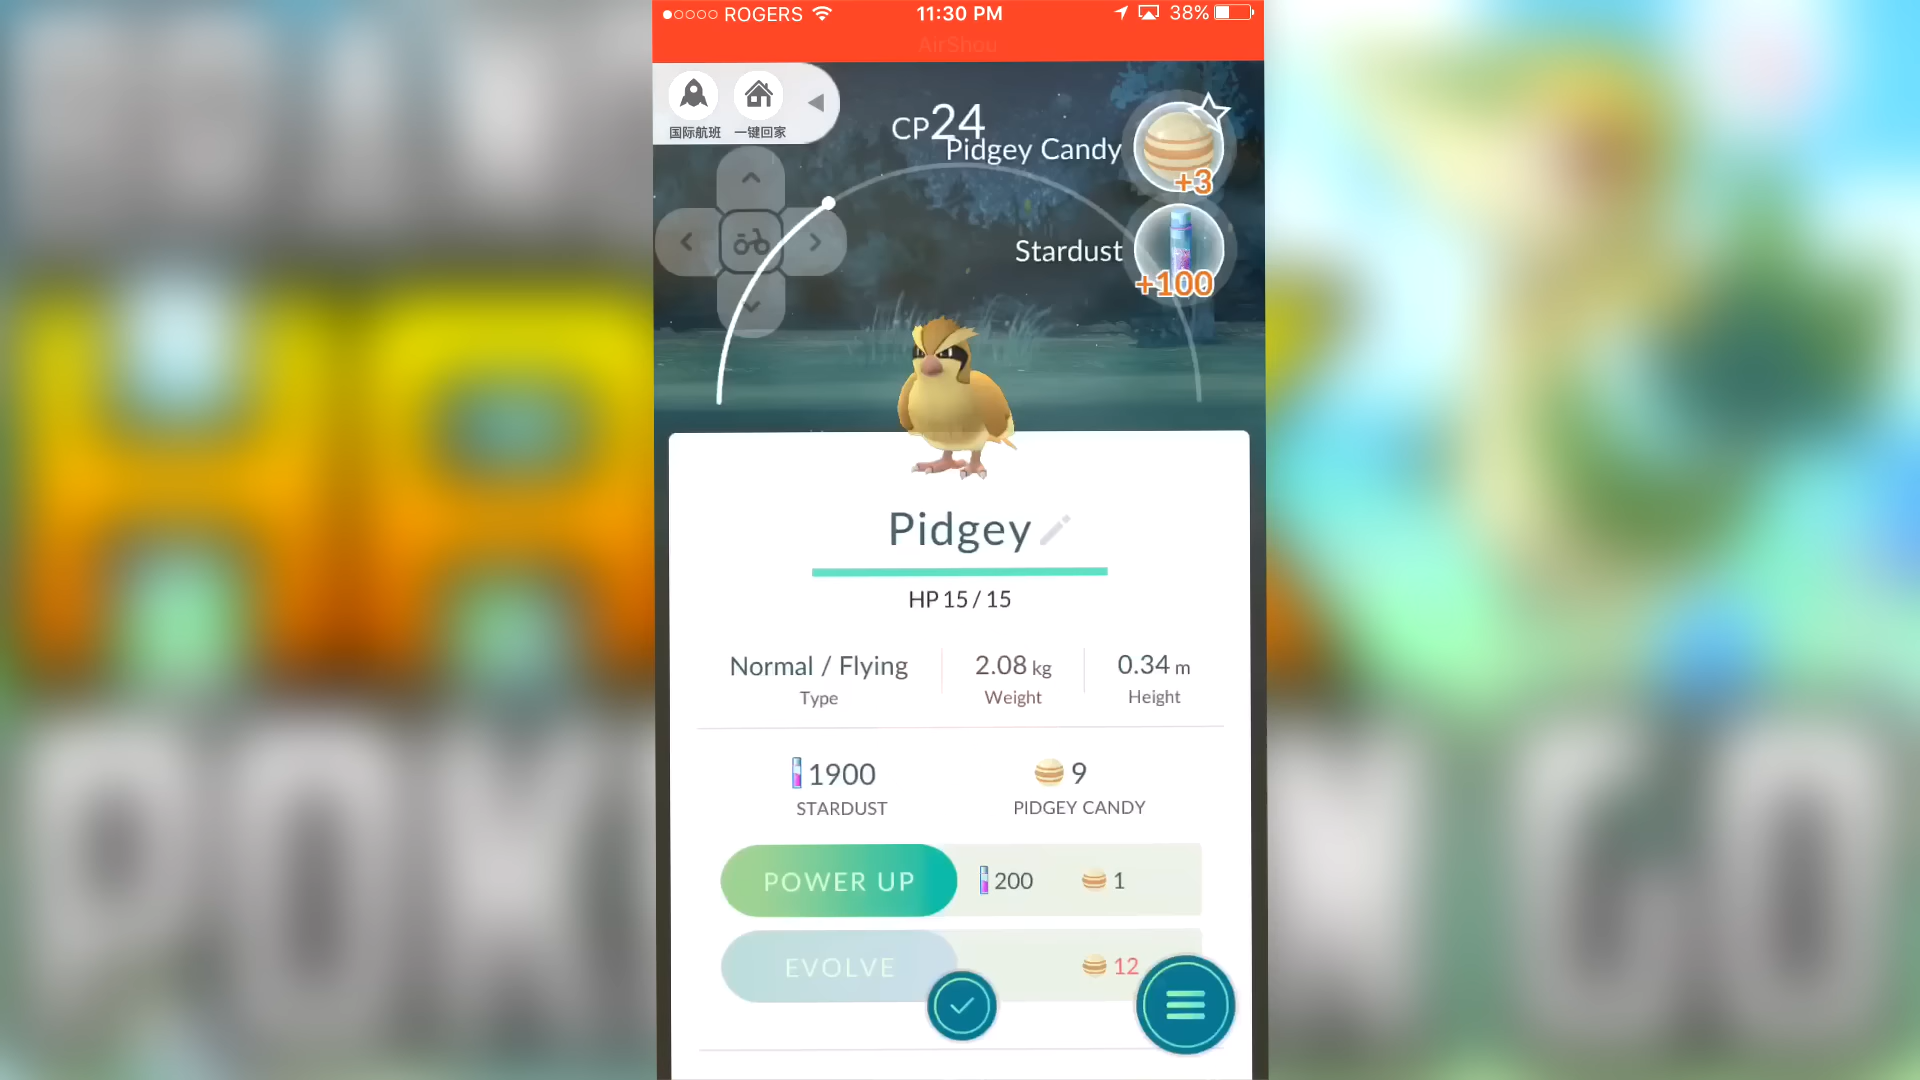 ROGERS 11:30 PM 38%
AirShou
国际航班 一键回家
CP24
Pidgey Candy
+3
Stardust
+100
Pidgey
HP 15 / 15
Normal / Flying 2.08 kg 0.34 m
Type Weight Height
1900 9
STARDUST PIDGEY CANDY
POWER UP 200 1
EVOLVE 12